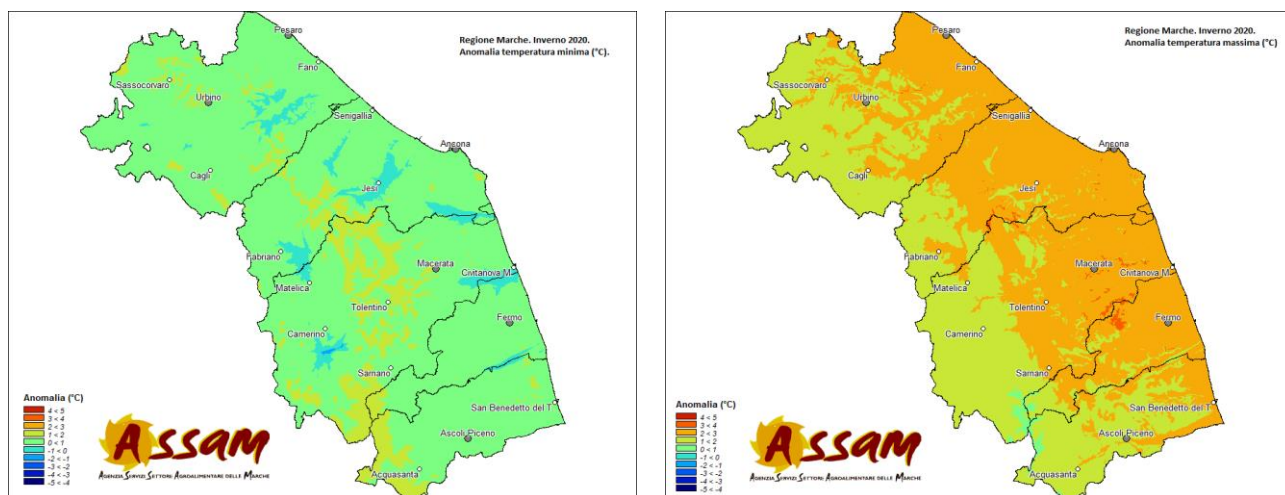 Regione Marche. Inverno 2020.
Anomalia temperatura minima (°C).
Pesaro
Fano
Sassocorvaro
Urbino
Senigallia
Ancona
Cagli
Jesi
Fabriano
Macerata
Civitanova M.
Matelica
Tolentino
Camerino
Fermo
Sarnano
San Benedetto del T.
Ascoli Piceno
Acquasanta
Anomalia (°C)
4 < 5
3 < 4
2 < 3
1 < 2
0 < 1
-1 < 0
-2 < -1
-3 < -2
-4 < -3
-5 < -4
ASSAM
AGENZIA SERVIZI SETTORE AGROALIMENTARE DELLE MARCHE
Regione Marche. Inverno 2020.
Anomalia temperatura massima (°C)
Pesaro
Fano
Sassocorvaro
Urbino
Senigallia
Ancona
Cagli
Jesi
Fabriano
Macerata
Civitanova M.
Matelica
Tolentino
Camerino
Fermo
Sarnano
San Benedetto del T.
Ascoli Piceno
Acquasanta
Anomalia (°C)
4 < 5
3 < 4
2 < 3
1 < 2
0 < 1
-1 < 0
-2 < -1
-3 < -2
-4 < -3
-5 < -4
ASSAM
AGENZIA SERVIZI SETTORE AGROALIMENTARE DELLE MARCHE